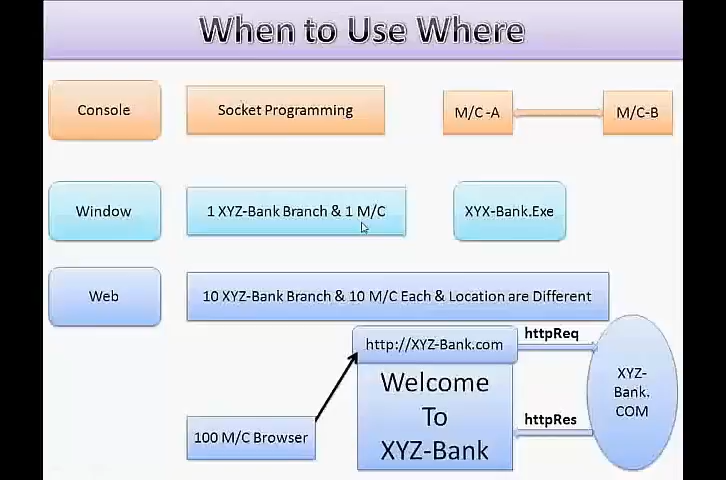 When to Use Where
Console
Socket Programming
M/C -A
M/C-B
Window
1 XYZ-Bank Branch & 1 M/C
XYX-Bank.Exe
Web
10 XYZ-Bank Branch & 10 M/C Each & Location are Different
http://XYZ-Bank.com
httpReq
Welcome
To
XYZ-Bank
XYZ-
Bank.
COM
httpRes
100 M/C Browser